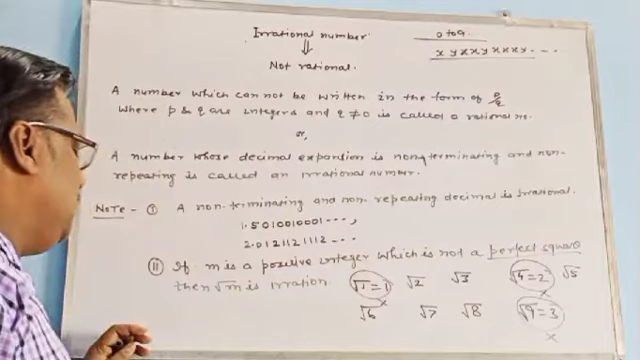 Irrational number
0 to 9.
⇓
x y x x y x x x y . . .
Not rational.
A number which can not be written in the form of p/q
where p & q are integers and q ≠ 0 is called a rational no.
or,
A number whose decimal expantion is non-terminating and non-
repeating is called an irrational number.
NOTE - ① A non-terminating and non-repeating decimal is irrational.
1.5010010001 ---,
2.0121121112 ---
② If m is a positive integer which is not a perfect square
then √m is irration. √1 = 1 √2 √3 √4 = 2 √5
x x
√6 √7 √8 √9 = 3
x